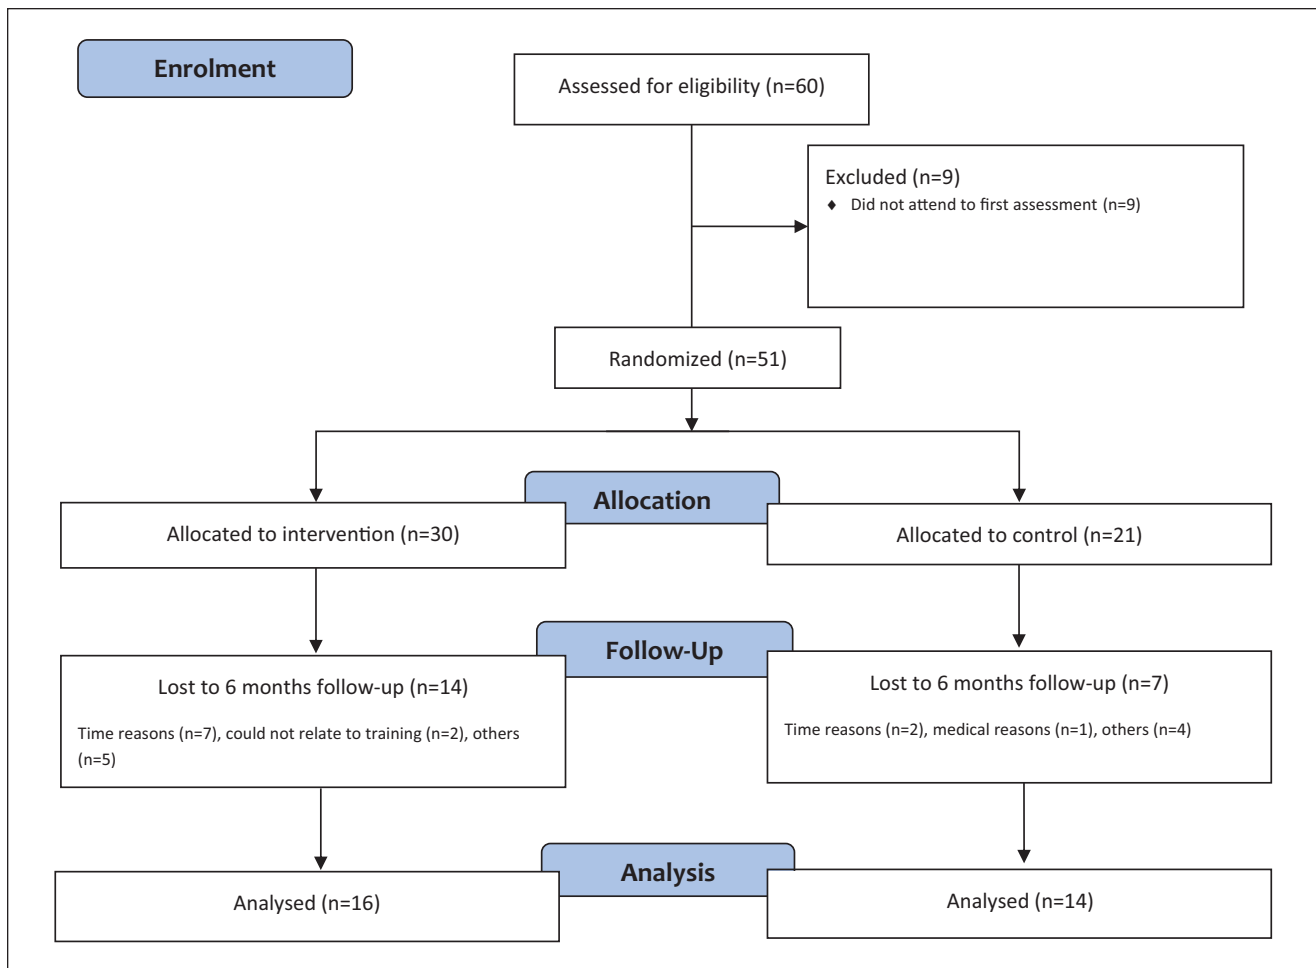 Enrolment
Assessed for eligibility (n=60)
Excluded (n=9)
♦ Did not attend to first assessment (n=9)
Randomized (n=51)
Allocation
Allocated to intervention (n=30)
Allocated to control (n=21)
Follow-Up
Lost to 6 months follow-up (n=14)
Time reasons (n=7), could not relate to training (n=2), others
(n=5)
Lost to 6 months follow-up (n=7)
Time reasons (n=2), medical reasons (n=1), others (n=4)
Analysis
Analysed (n=16)
Analysed (n=14)